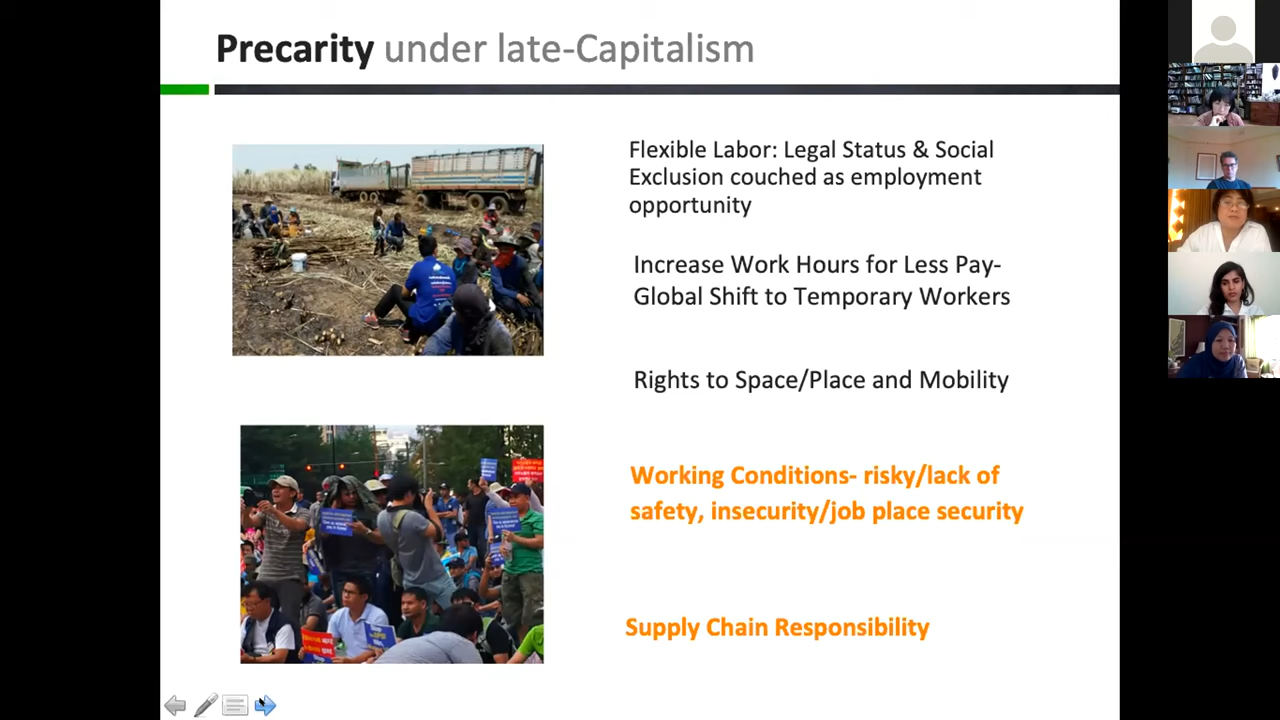 Precarity under late-Capitalism
Flexible Labor: Legal Status & Social
Exclusion couched as employment
opportunity
Increase Work Hours for Less Pay-
Global Shift to Temporary Workers
Rights to Space/Place and Mobility
Working Conditions- risky/lack of
safety, insecurity/job place security
Supply Chain Responsibility